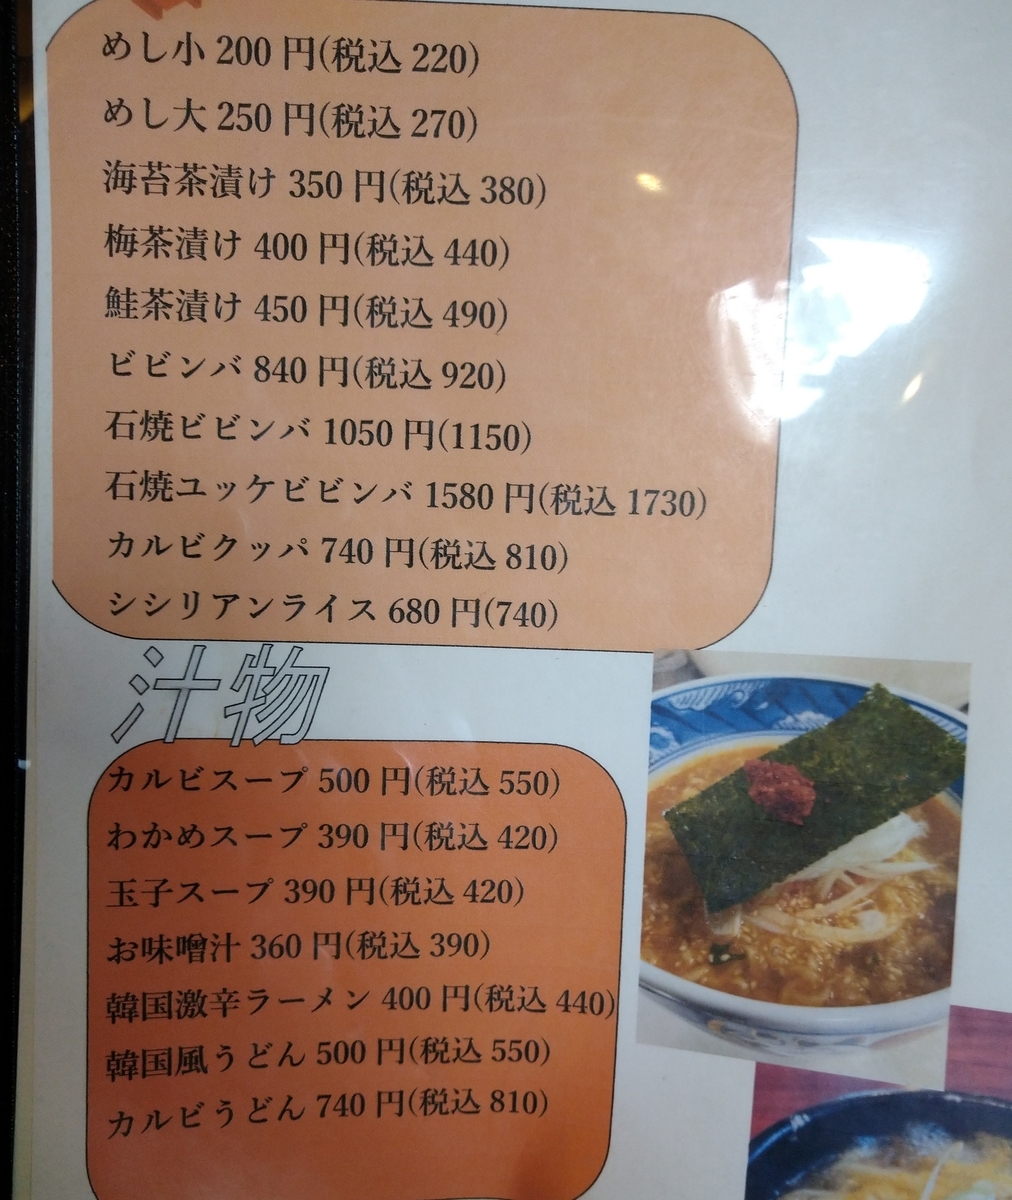 めし小 200 円(税込 220)
めし大 250 円(税込 270)
海苔茶漬け 350 円(税込 380)
梅茶漬け 400 円(税込 440)
鮭茶漬け 450 円(税込 490)
ビビンバ 840 円(税込 920)
石焼ビビンバ 1050 円(1150)
石焼ユッケビビンバ 1580 円(税込 1730)
カルビクッパ 740 円(税込 810)
シシリアンライス 680 円(740)
汁物
カルビスープ 500 円(税込 550)
わかめスープ 390 円(税込 420)
玉子スープ 390 円(税込 420)
お味噌汁 360 円(税込 390)
韓国激辛ラーメン 400 円(税込 440)
韓国風うどん 500 円(税込 550)
カルビうどん 740 円(税込 810)